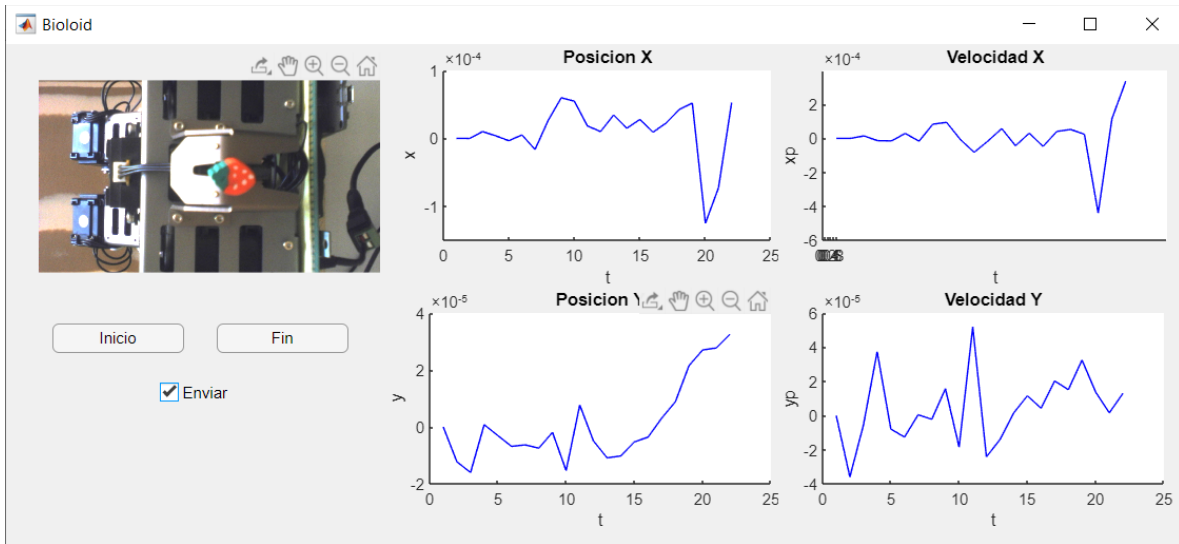 Bioloid
Posicion X
×10⁻⁴
1
0
-1
x
0 5 10 15 20 25
t
Velocidad X
×10⁻⁴
2
0
-2
-4
-6
xp
t
Inicio
Fin
Enviar
Posicion Y
×10⁻⁵
4
2
0
-2
y
0 5 10 15 20 25
t
Velocidad Y
×10⁻⁵
6
4
2
0
-2
-4
yp
0 5 10 15 20 25
t